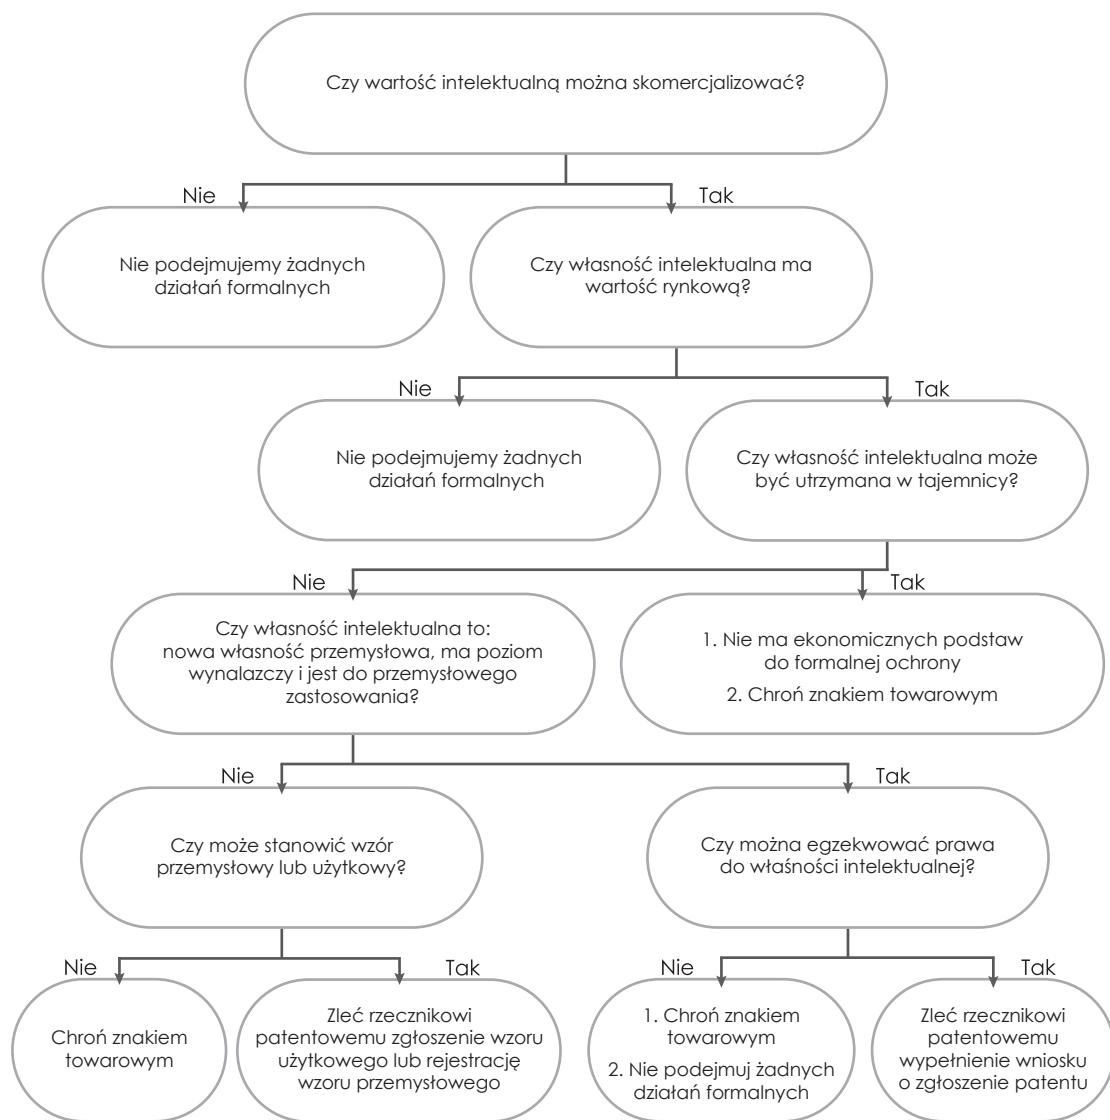 Czy wartość intelektualną można skomercjalizować?
Nie
Tak
Nie podejmujemy żadnych
działań formalnych
Czy własność intelektualna ma
wartość rynkową?
Nie
Tak
Nie podejmujemy żadnych
działań formalnych
Czy własność intelektualna może
być utrzymana w tajemnicy?
Nie
Tak
Czy własność intelektualna to:
nowa własność przemysłowa, ma poziom
wynalazczy i jest do przemysłowego
zastosowania?
1. Nie ma ekonomicznych podstaw
do formalnej ochrony
2. Chroń znakiem towarowym
Nie
Tak
Czy może stanowić wzór
przemysłowy lub użytkowy?
Czy można egzekwować prawa
do właśności intelektualnej?
Nie
Tak
Nie
Tak
Chroń znakiem
towarowym
Zleć rzecznikowi
patentowemu zgłoszenie wzoru
użytkowego lub rejestrację
wzoru przemysłowego
1. Chroń znakiem
towarowym
2. Nie podejmuj żadnych
działań formalnych
Zleć rzecznikowi
patentowemu
wypełnienie wniosku
o zgłoszenie patentu